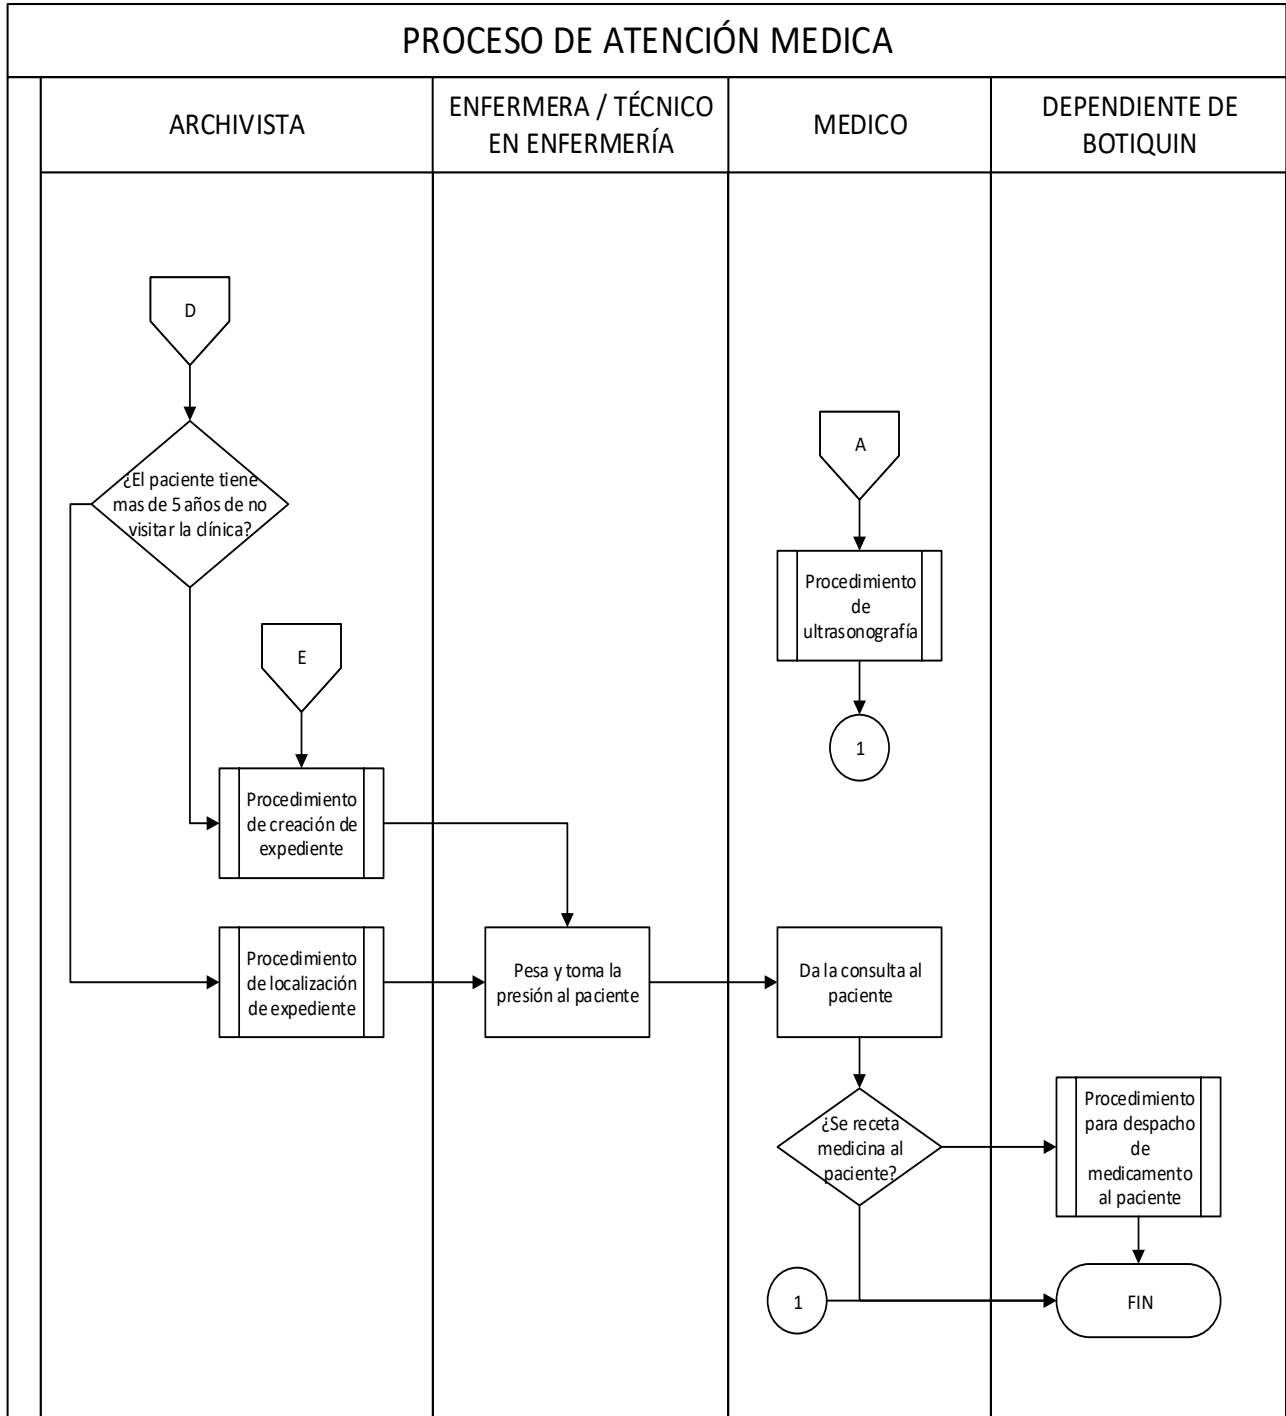 PROCESO DE ATENCIÓN MEDICA
ARCHIVISTA
ENFERMERA / TÉCNICO
EN ENFERMERÍA
MEDICO
DEPENDIENTE DE
BOTIQUIN
D
¿El paciente tiene
mas de 5 años de no
visitar la clínica?
E
Procedimiento
de creación de
expediente
Procedimiento
de localización
de expediente
Pesa y toma la
presión al paciente
A
Procedimiento
de
ultrasonografía
1
Da la consulta al
paciente
¿Se receta
medicina al
paciente?
1
Procedimiento
para despacho
de
medicamento
al paciente
FIN